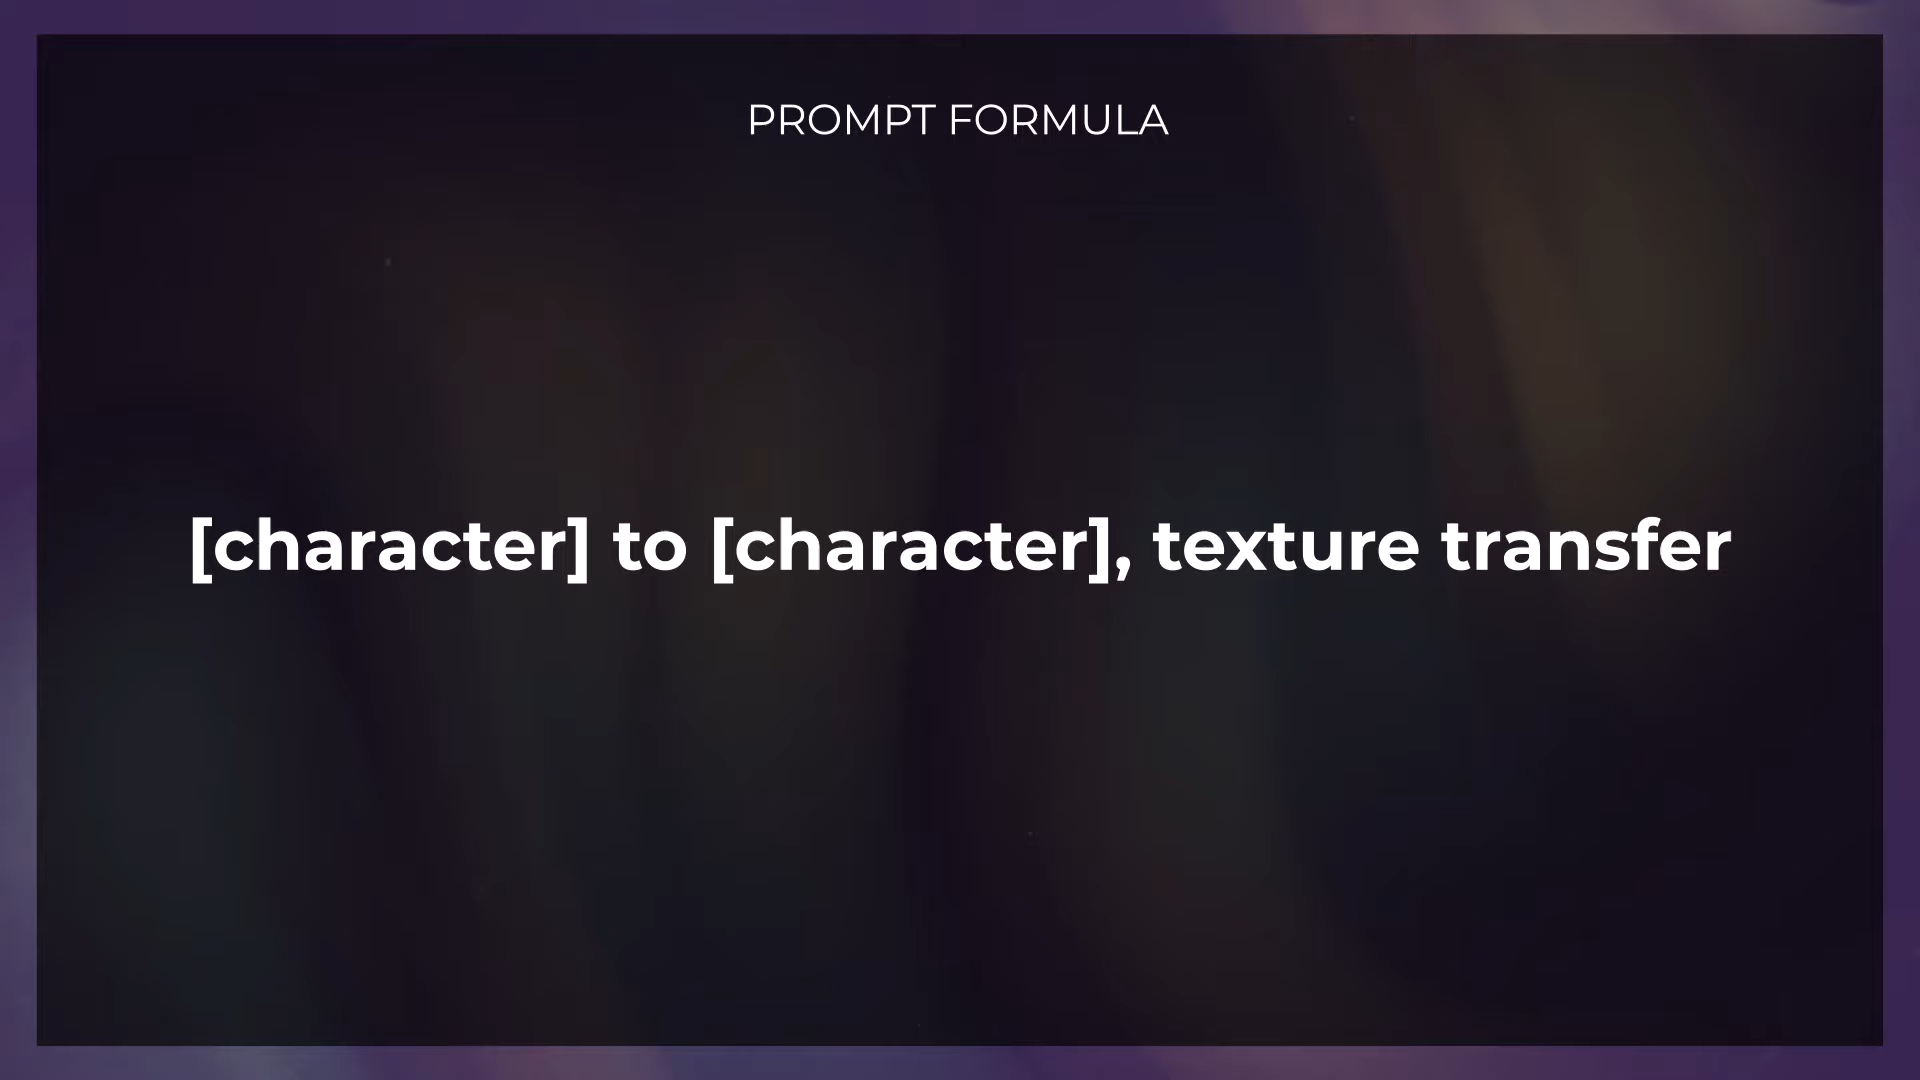 PROMPT FORMULA
[character] to [character], texture transfer